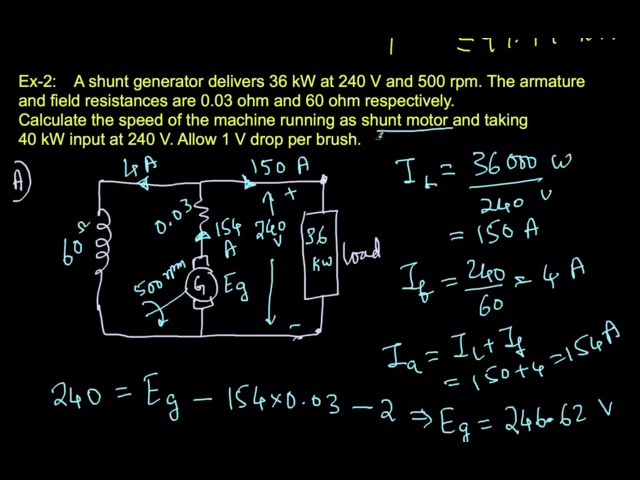 Ex-2: A shunt generator delivers 36 kW at 240 V and 500 rpm. The armature
and field resistances are 0.03 ohm and 60 ohm respectively.
Calculate the speed of the machine running as shunt motor and taking
40 kW input at 240 V. Allow 1 V drop per brush.
A)
4A
150 A
+
60 Ω
0.03
154 A
240 V
36 kW
load
500 rpm
G
Eg
-
IL = 36000 W / 240 V
= 150 A
If = 240 / 60 = 4 A
Ia = IL + If
= 150+4 = 154A
240 = Eg - 154×0.03 - 2 ⇒ Eg = 246.62 V